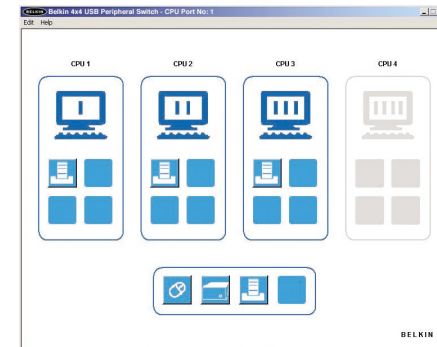 BELKIN Belkin 4x4 USB Peripheral Switch - CPU Port No: 1
Edit Help
CPU 1 CPU 2 CPU 3 CPU 4
BELKIN